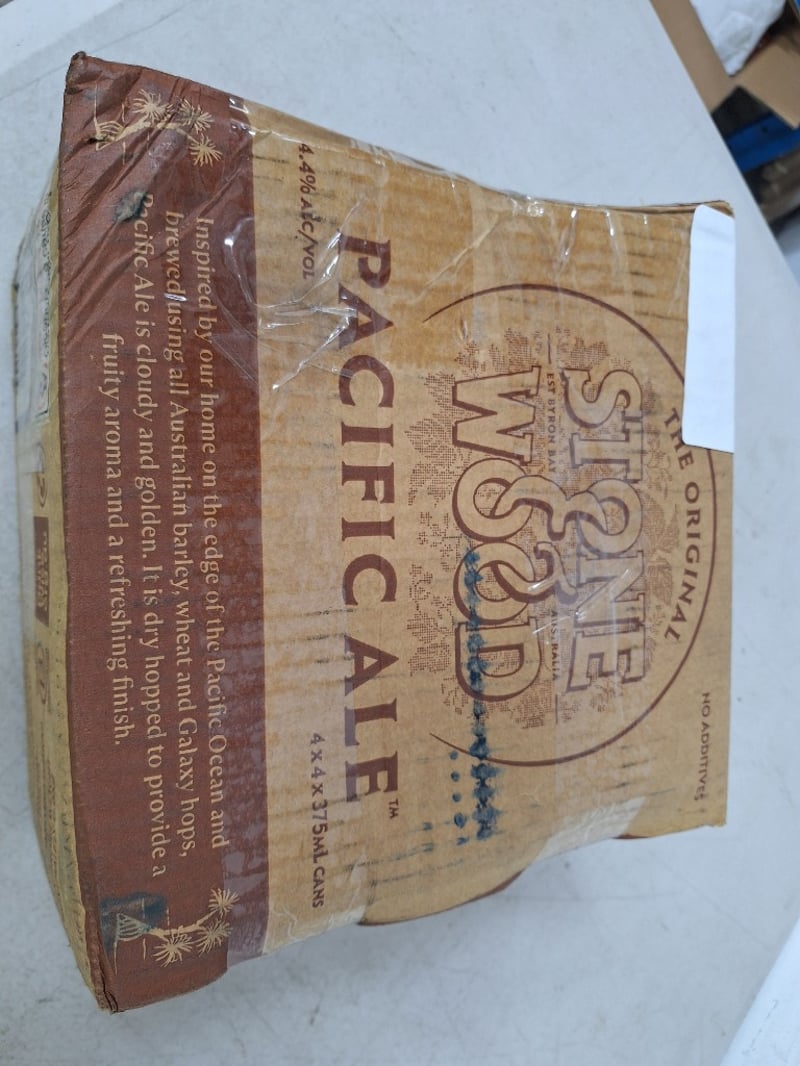 THE ORIGINAL
NO ADDITIVES
STONE
EST BYRON BAY AUSTRALIA
& WOOD
4.4% ALC/VOL
PACIFIC ALE™
4 x 4 x 375ML CANS
Inspired by our home on the edge of the Pacific Ocean and
brewed using all Australian barley, wheat and Galaxy hops,
Pacific Ale is cloudy and golden. It is dry hopped to provide a
fruity aroma and a refreshing finish.